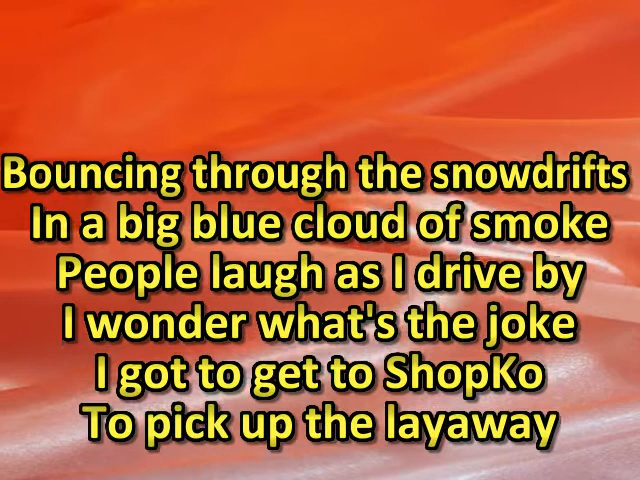 Bouncing through the snowdrifts
In a big blue cloud of smoke
People laugh as I drive by
I wonder what's the joke
I got to get to ShopKo
To pick up the layaway